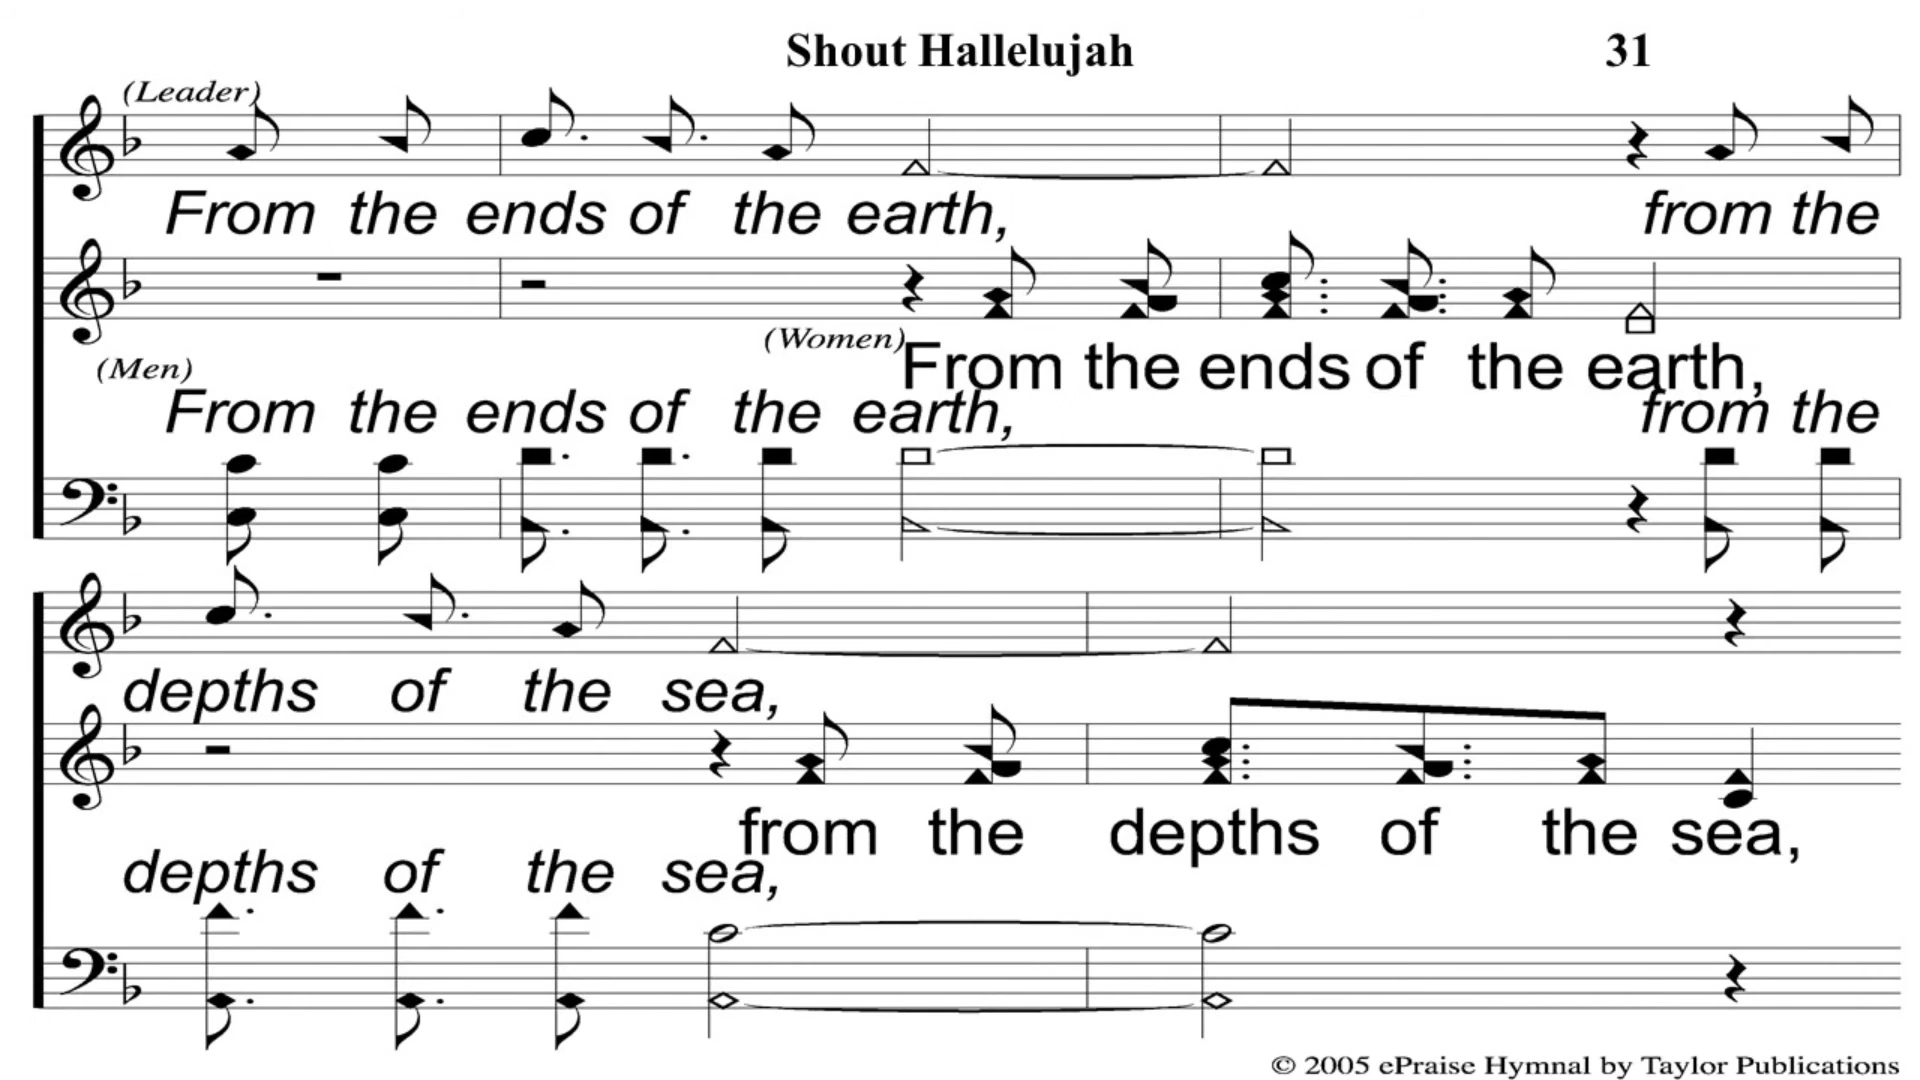 Shout Hallelujah 31
(Leader)
From the ends of the earth, from the
(Women)
From the ends of the earth,
(Men)
From the ends of the earth, from the
depths of the sea,
from the depths of the sea,
depths of the sea,
© 2005 ePraise Hymnal by Taylor Publications